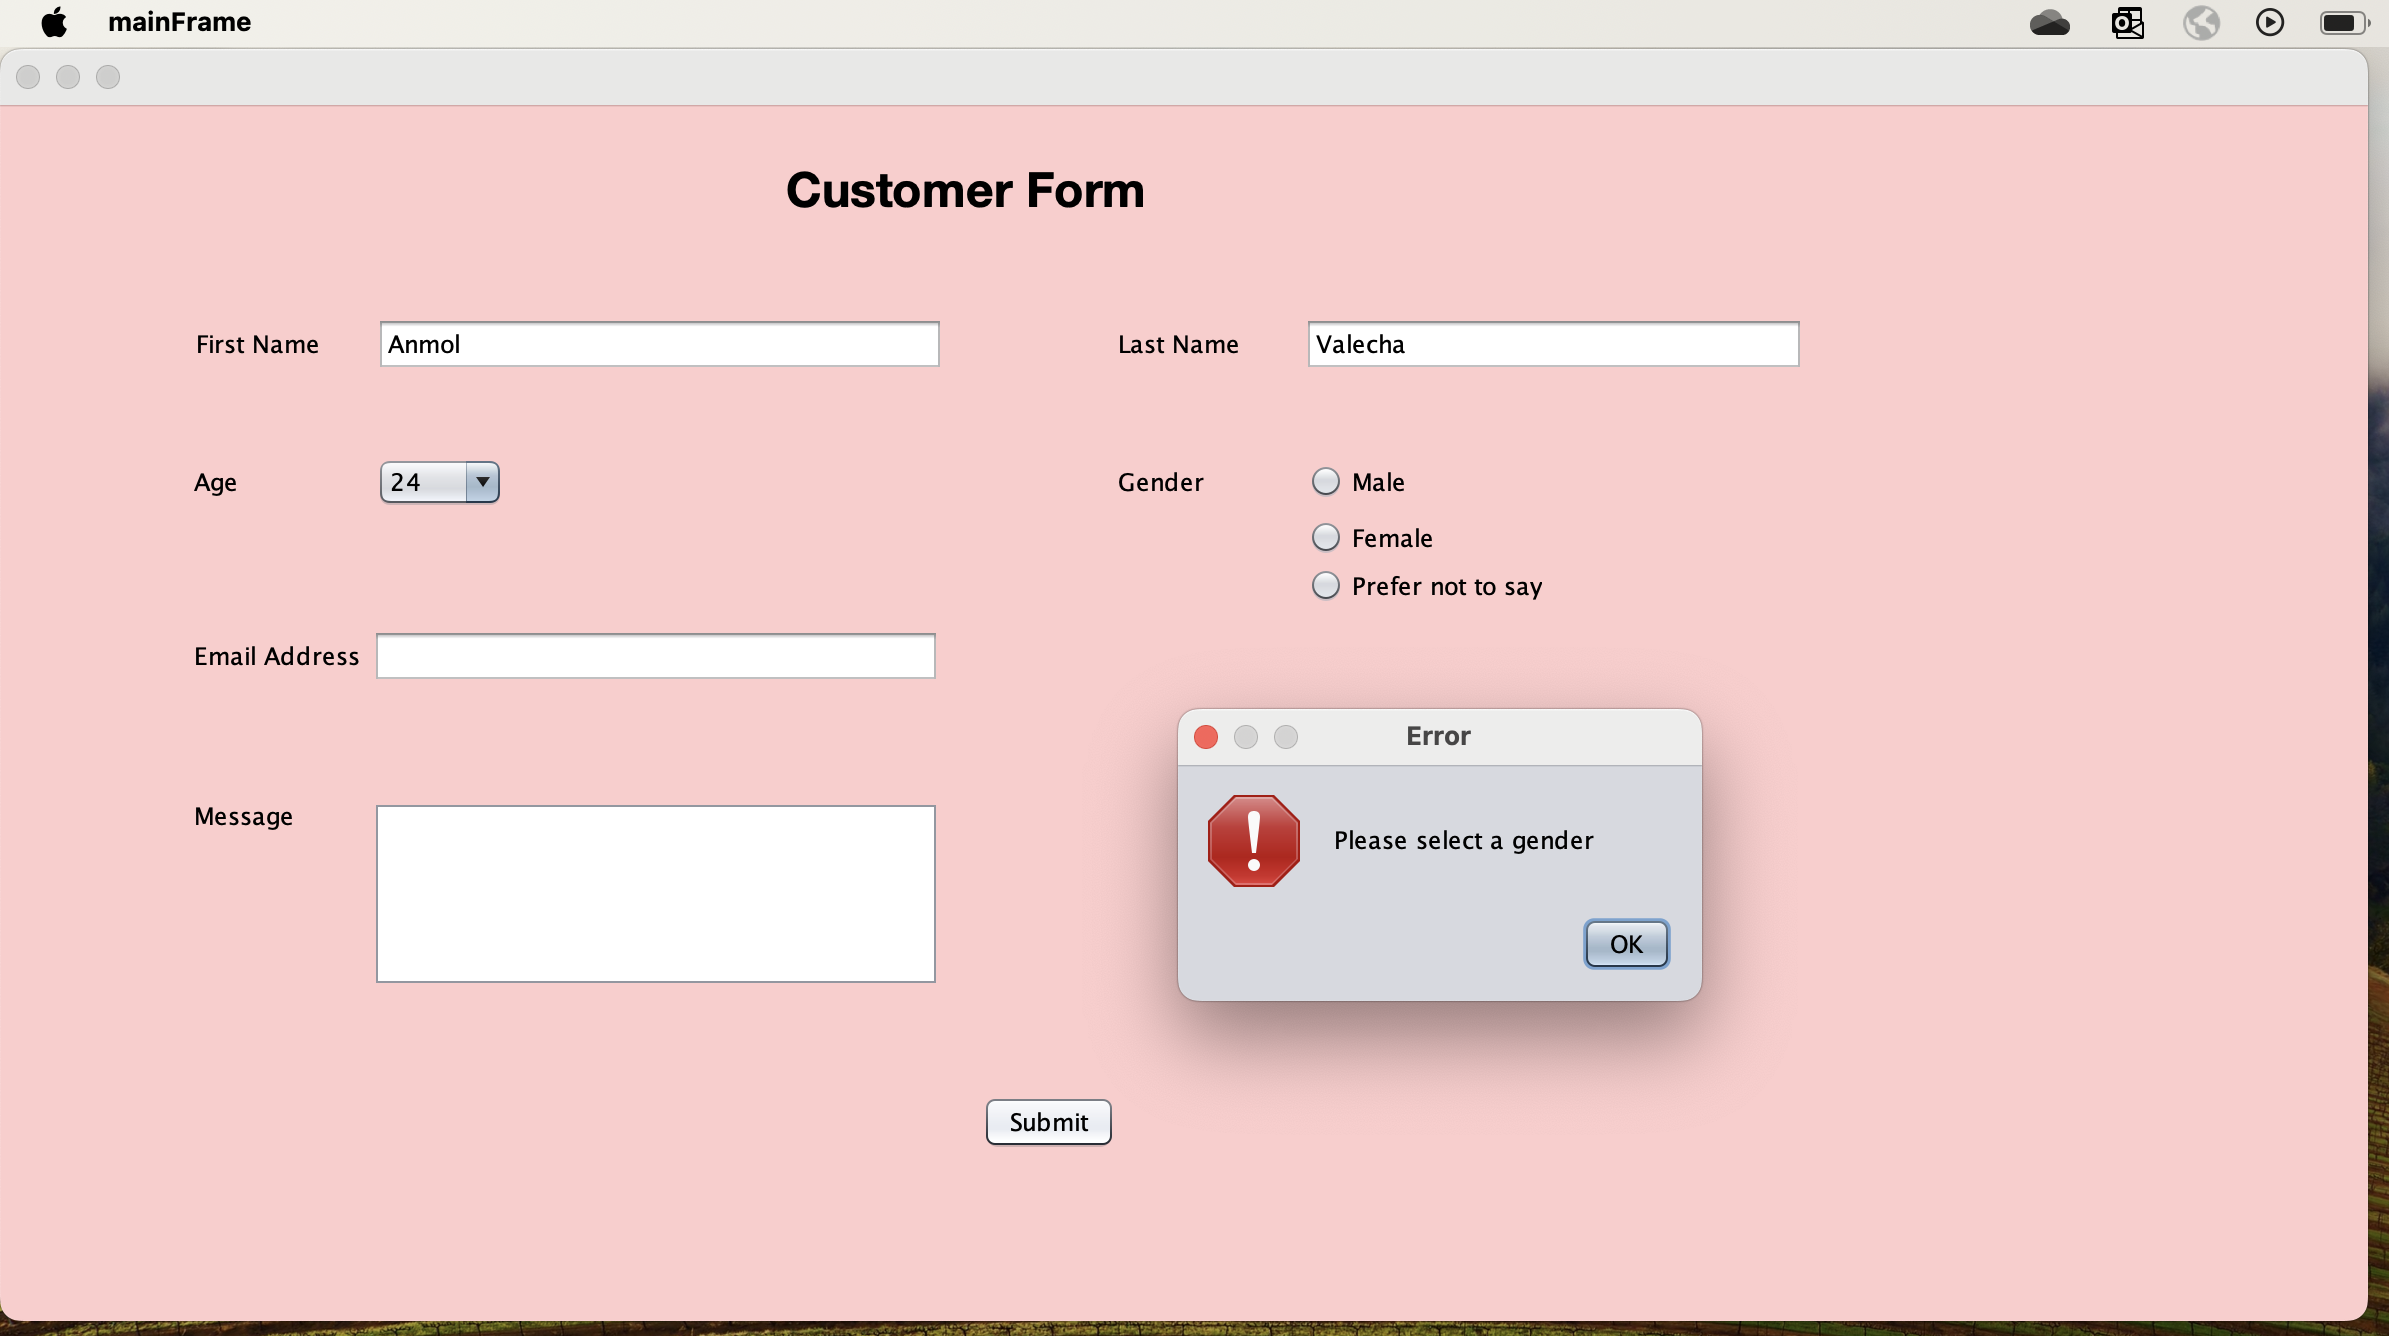 mainFrame
Customer Form
First Name Anmol Last Name Valecha
Age 24 Gender Male
Female
Prefer not to say
Email Address
Error
Message
Please select a gender
OK
Submit